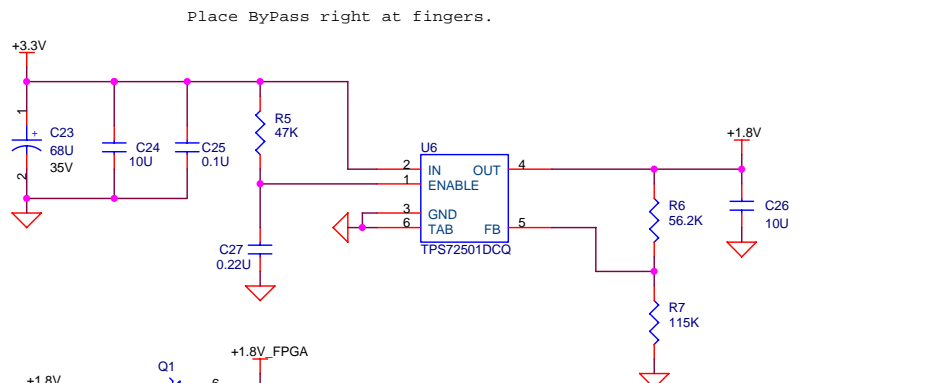 Place ByPass right at fingers.
+3.3V
1
+
C23
68U
35V
2
C24
10U
C25
0.1U
R5
47K
C27
0.22U
U6
2
IN
OUT
4
1
ENABLE
3
GND
6
TAB
FB
5
TPS72501DCQ
+1.8V
R6
56.2K
C26
10U
R7
115K
+1.8V_FPGA
Q1
6
+1.8V